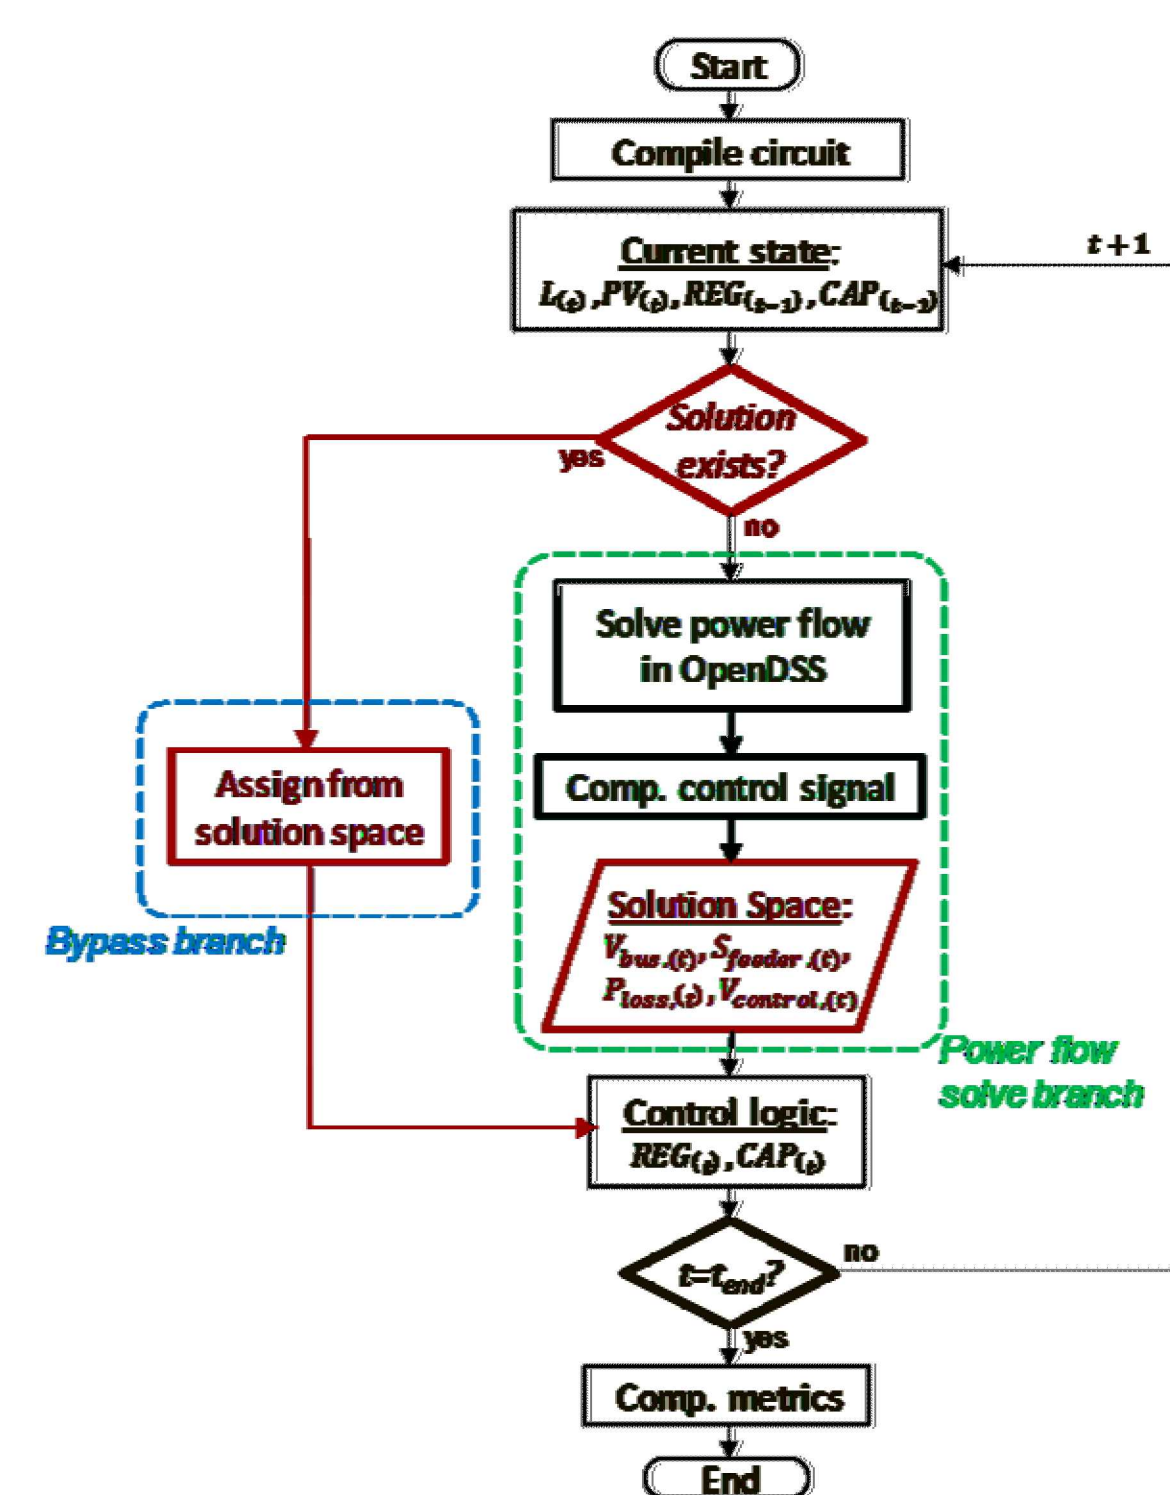 Start
Compile circuit
Current state:
L(t),PV(t),REG(t−1),CAP(t−1)
t+1
Solution
exists?
yes
no
Solve power flow
in OpenDSS
Comp. control signal
Assign from
solution space
Bypass branch
Solution Space:
Vbus,(t), Sfeeder,(t),
Ploss,(t), Vcontrol,(t)
Power flow
solve branch
Control logic:
REG(t),CAP(t)
t=tend?
no
yes
Comp. metrics
End